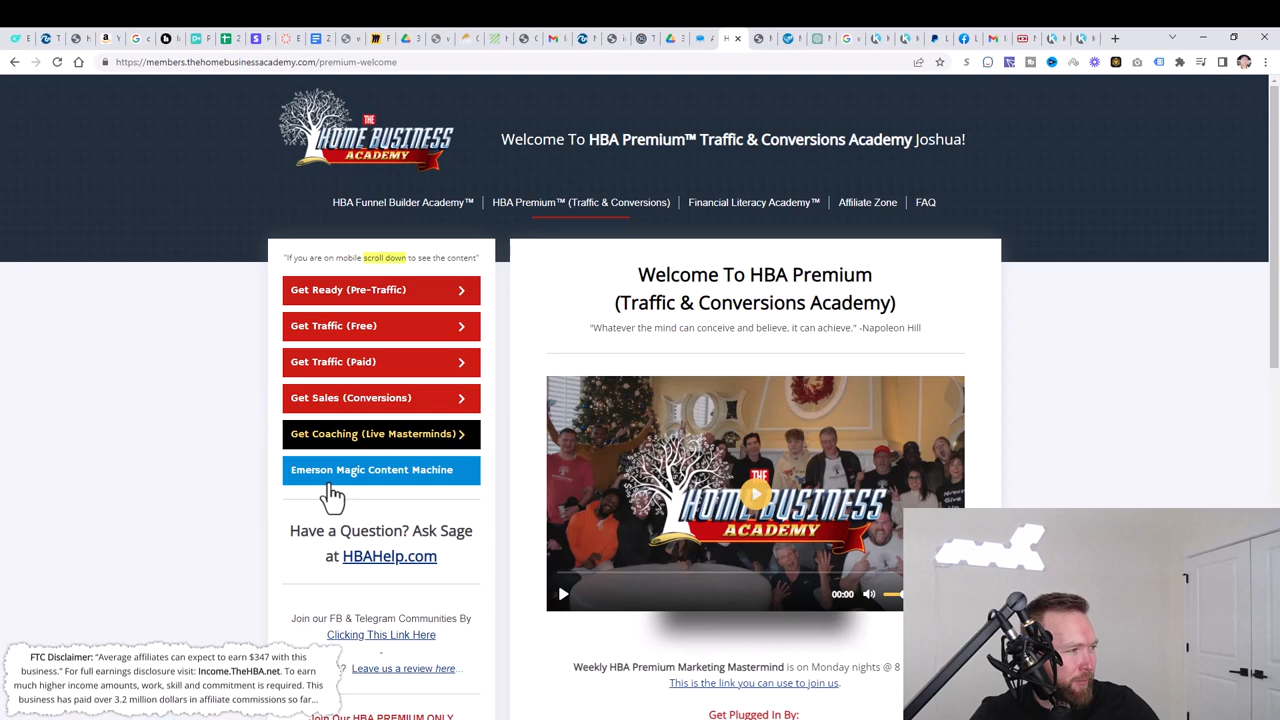 https://members.thehomebusinessacademy.com/premium-welcome
THE
HOME BUSINESS
ACADEMY
Welcome To HBA Premium™ Traffic & Conversions Academy Joshua!
HBA Funnel Builder Academy™
HBA Premium™ (Traffic & Conversions)
Financial Literacy Academy™
Affiliate Zone
FAQ
"If you are on mobile scroll down to see the content"
Get Ready (Pre-Traffic)
Get Traffic (Free)
Get Traffic (Paid)
Get Sales (Conversions)
Get Coaching (Live Masterminds)
Emerson Magic Content Machine
Have a Question? Ask Sage
at HBAHelp.com
Join our FB & Telegram Communities By
Clicking This Link Here
-
? Leave us a review here...
Join Our HBA PREMIUM ONLY
Welcome To HBA Premium
(Traffic & Conversions Academy)
"Whatever the mind can conceive and believe, it can achieve." -Napoleon Hill
THE
HOME BUSINESS
ACADEMY
00:00
Weekly HBA Premium Marketing Mastermind is on Monday nights @ 8
This is the link you can use to join us.
Get Plugged In By:
FTC Disclaimer: "Average affiliates can expect to earn $347 with this
business." For full earnings disclosure visit: Income.TheHBA.net. To earn
much higher income amounts, work, skill and commitment is required. This
business has paid over 3.2 million dollars in affiliate commissions so far...